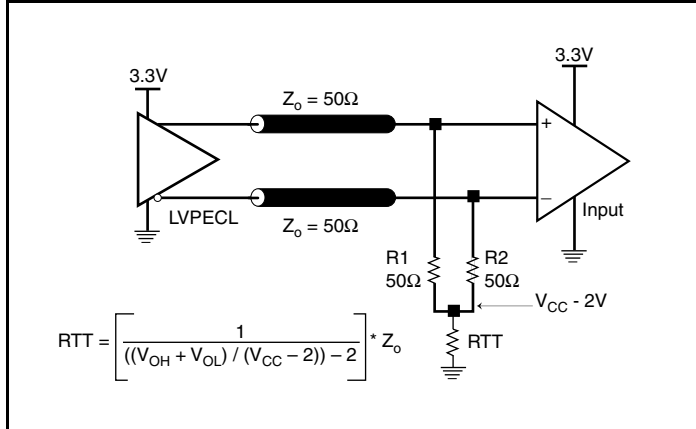 3.3V
3.3V
Z₀ = 50Ω
+
−
LVPECL
Input
Z₀ = 50Ω
R1
50Ω
R2
50Ω
V_CC - 2V
RTT = [1 / (((V_OH + V_OL) / (V_CC − 2)) − 2)] * Z₀
RTT